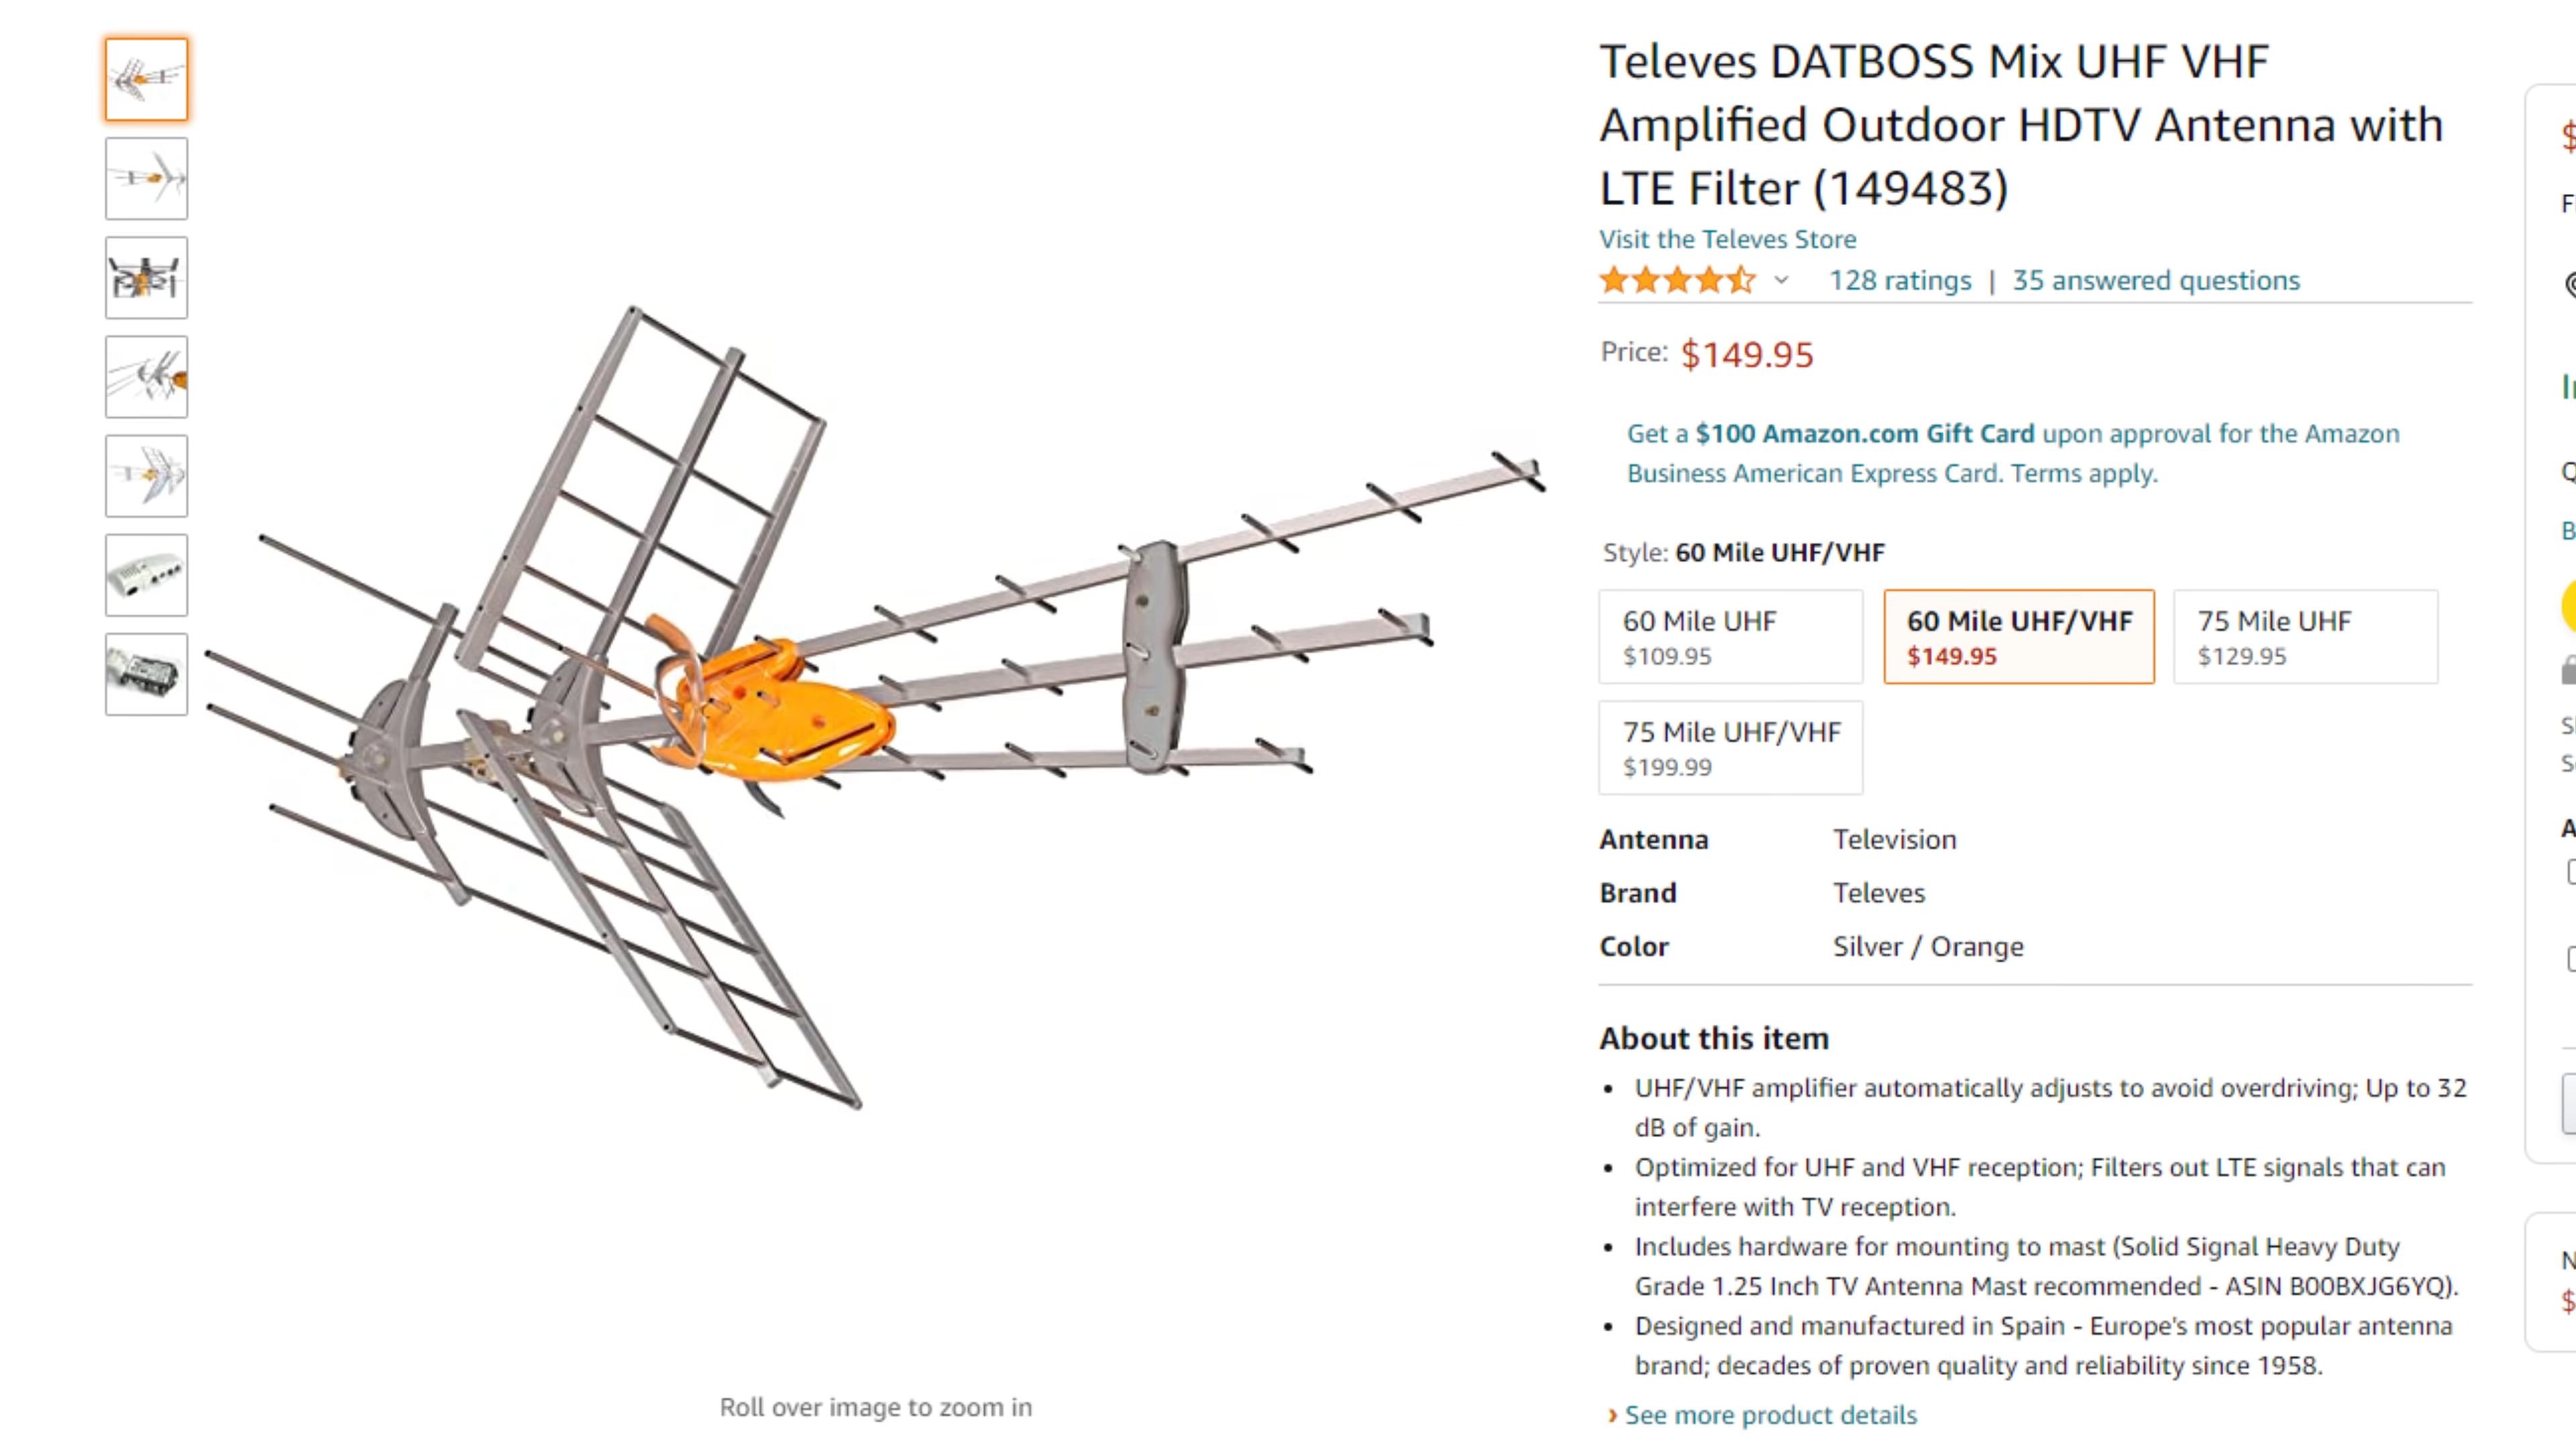 Televes DATBOSS Mix UHF VHF
Amplified Outdoor HDTV Antenna with
LTE Filter (149483)
Visit the Televes Store
128 ratings | 35 answered questions
Price: $149.95
Get a $100 Amazon.com Gift Card upon approval for the Amazon
Business American Express Card. Terms apply.
Style: 60 Mile UHF/VHF
60 Mile UHF
$109.95
60 Mile UHF/VHF
$149.95
75 Mile UHF
$129.95
75 Mile UHF/VHF
$199.99
Antenna Television
Brand Televes
Color Silver / Orange
About this item
• UHF/VHF amplifier automatically adjusts to avoid overdriving; Up to 32
dB of gain.
• Optimized for UHF and VHF reception; Filters out LTE signals that can
interfere with TV reception.
• Includes hardware for mounting to mast (Solid Signal Heavy Duty
Grade 1.25 Inch TV Antenna Mast recommended - ASIN B00BXJG6YQ).
• Designed and manufactured in Spain - Europe's most popular antenna
brand; decades of proven quality and reliability since 1958.
› See more product details
Roll over image to zoom in